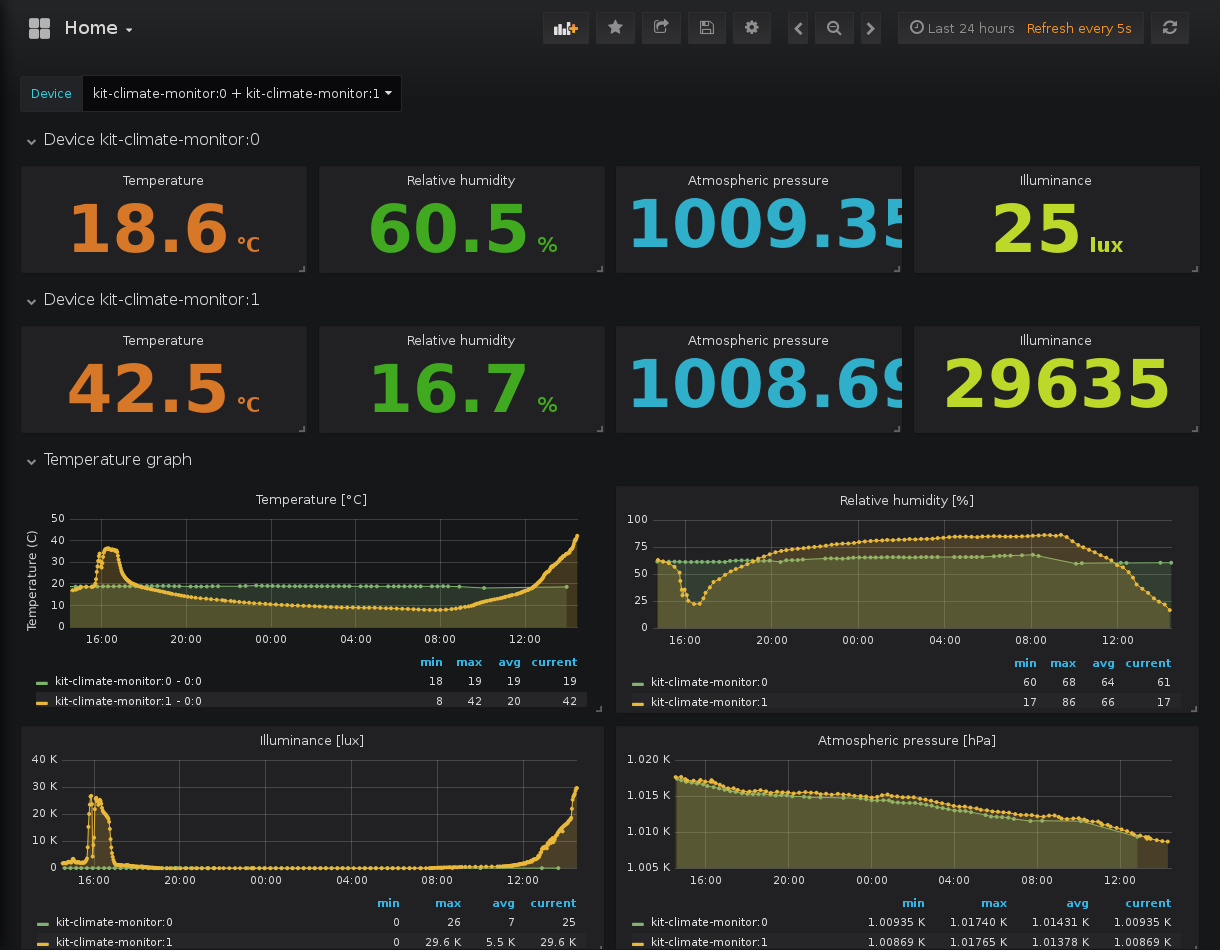 Home
Last 24 hours Refresh every 5s
Device kit-climate-monitor:0 + kit-climate-monitor:1
Device kit-climate-monitor:0
Temperature Relative humidity Atmospheric pressure Illuminance
18.6 °C 60.5 % 1009.35 25 lux
Device kit-climate-monitor:1
Temperature Relative humidity Atmospheric pressure Illuminance
42.5 °C 16.7 % 1008.69 29635
Temperature graph
Temperature [°C]
Temperature (C)
50
40
30
20
10
0
16:00 20:00 00:00 04:00 08:00 12:00
min max avg current
kit-climate-monitor:0 - 0:0 18 19 19 19
kit-climate-monitor:1 - 0:0 8 42 20 42
Relative humidity [%]
100
75
50
25
0
16:00 20:00 00:00 04:00 08:00 12:00
min max avg current
kit-climate-monitor:0 60 68 64 61
kit-climate-monitor:1 17 86 66 17
Illuminance [lux]
40 K
30 K
20 K
10 K
0
16:00 20:00 00:00 04:00 08:00 12:00
min max avg current
kit-climate-monitor:0 0 26 7 25
kit-climate-monitor:1 0 29.6 K 5.5 K 29.6 K
Atmospheric pressure [hPa]
1.020 K
1.015 K
1.010 K
1.005 K
16:00 20:00 00:00 04:00 08:00 12:00
min max avg current
kit-climate-monitor:0 1.00935 K 1.01740 K 1.01431 K 1.00935 K
kit-climate-monitor:1 1.00869 K 1.01765 K 1.01378 K 1.00869 K